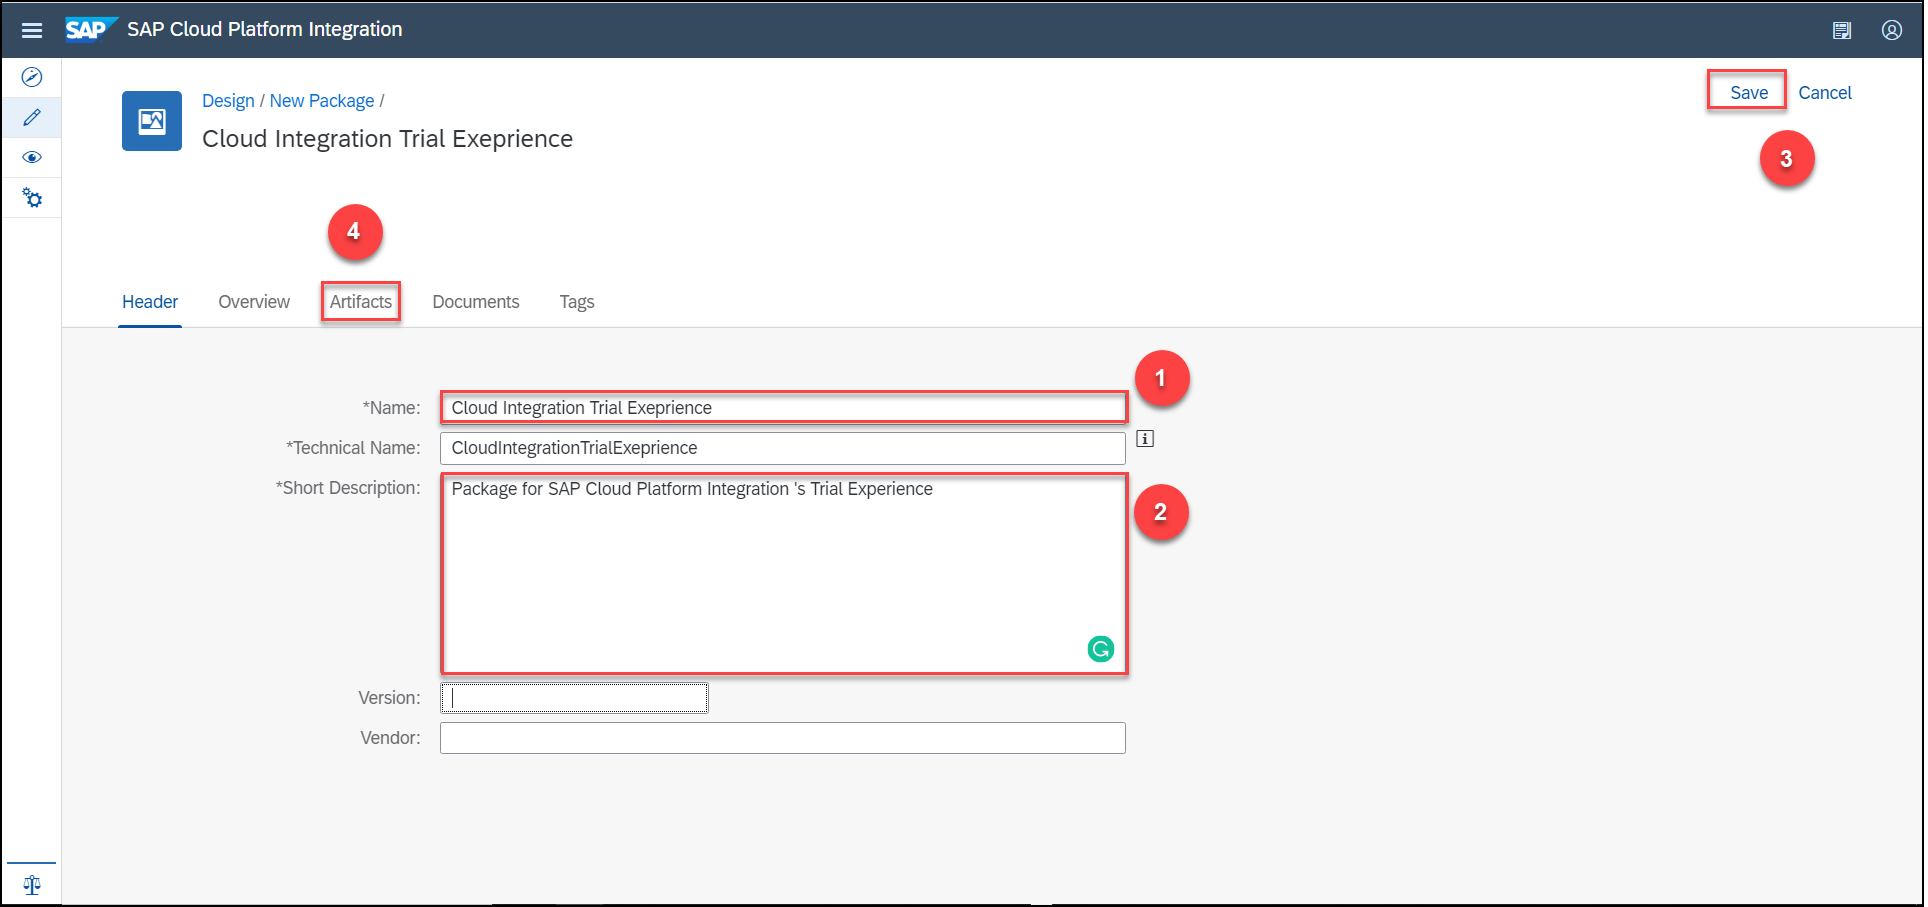 SAP SAP Cloud Platform Integration
Design / New Package /
Save Cancel
Cloud Integration Trial Exeprience
3
4
Header Overview Artifacts Documents Tags
1
*Name: Cloud Integration Trial Exeprience
*Technical Name: CloudIntegrationTrialExeprience
*Short Description: Package for SAP Cloud Platform Integration 's Trial Experience
2
Version:
Vendor: